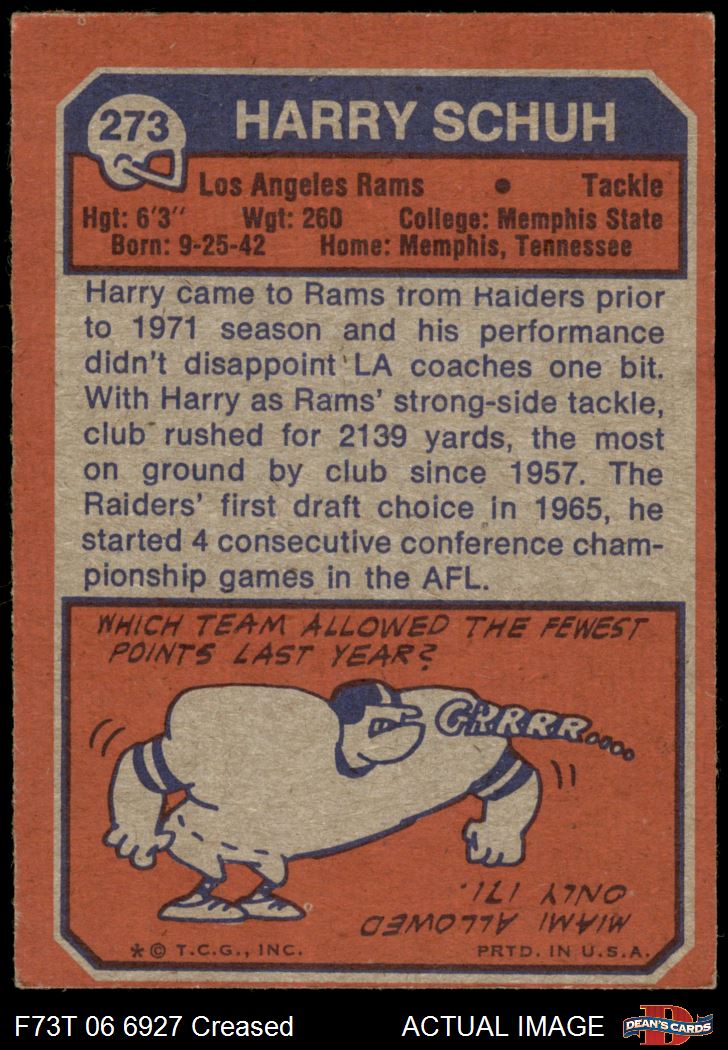 273
HARRY SCHUH
Los Angeles Rams • Tackle
Hgt: 6'3" Wgt: 260 College: Memphis State
Born: 9-25-42 Home: Memphis, Tennessee
Harry came to Rams from Raiders prior
to 1971 season and his performance
didn't disappoint LA coaches one bit.
With Harry as Rams' strong-side tackle,
club rushed for 2139 yards, the most
on ground by club since 1957. The
Raiders' first draft choice in 1965, he
started 4 consecutive conference cham-
pionship games in the AFL.
WHICH TEAM ALLOWED THE FEWEST
POINTS LAST YEAR?
GRRRR....
MIAMI ALLOWED
ONLY 171.
* © T.C.G., INC. PRTD. IN U.S.A.
F73T 06 6927 Creased ACTUAL IMAGE
D
DEAN'S CARDS